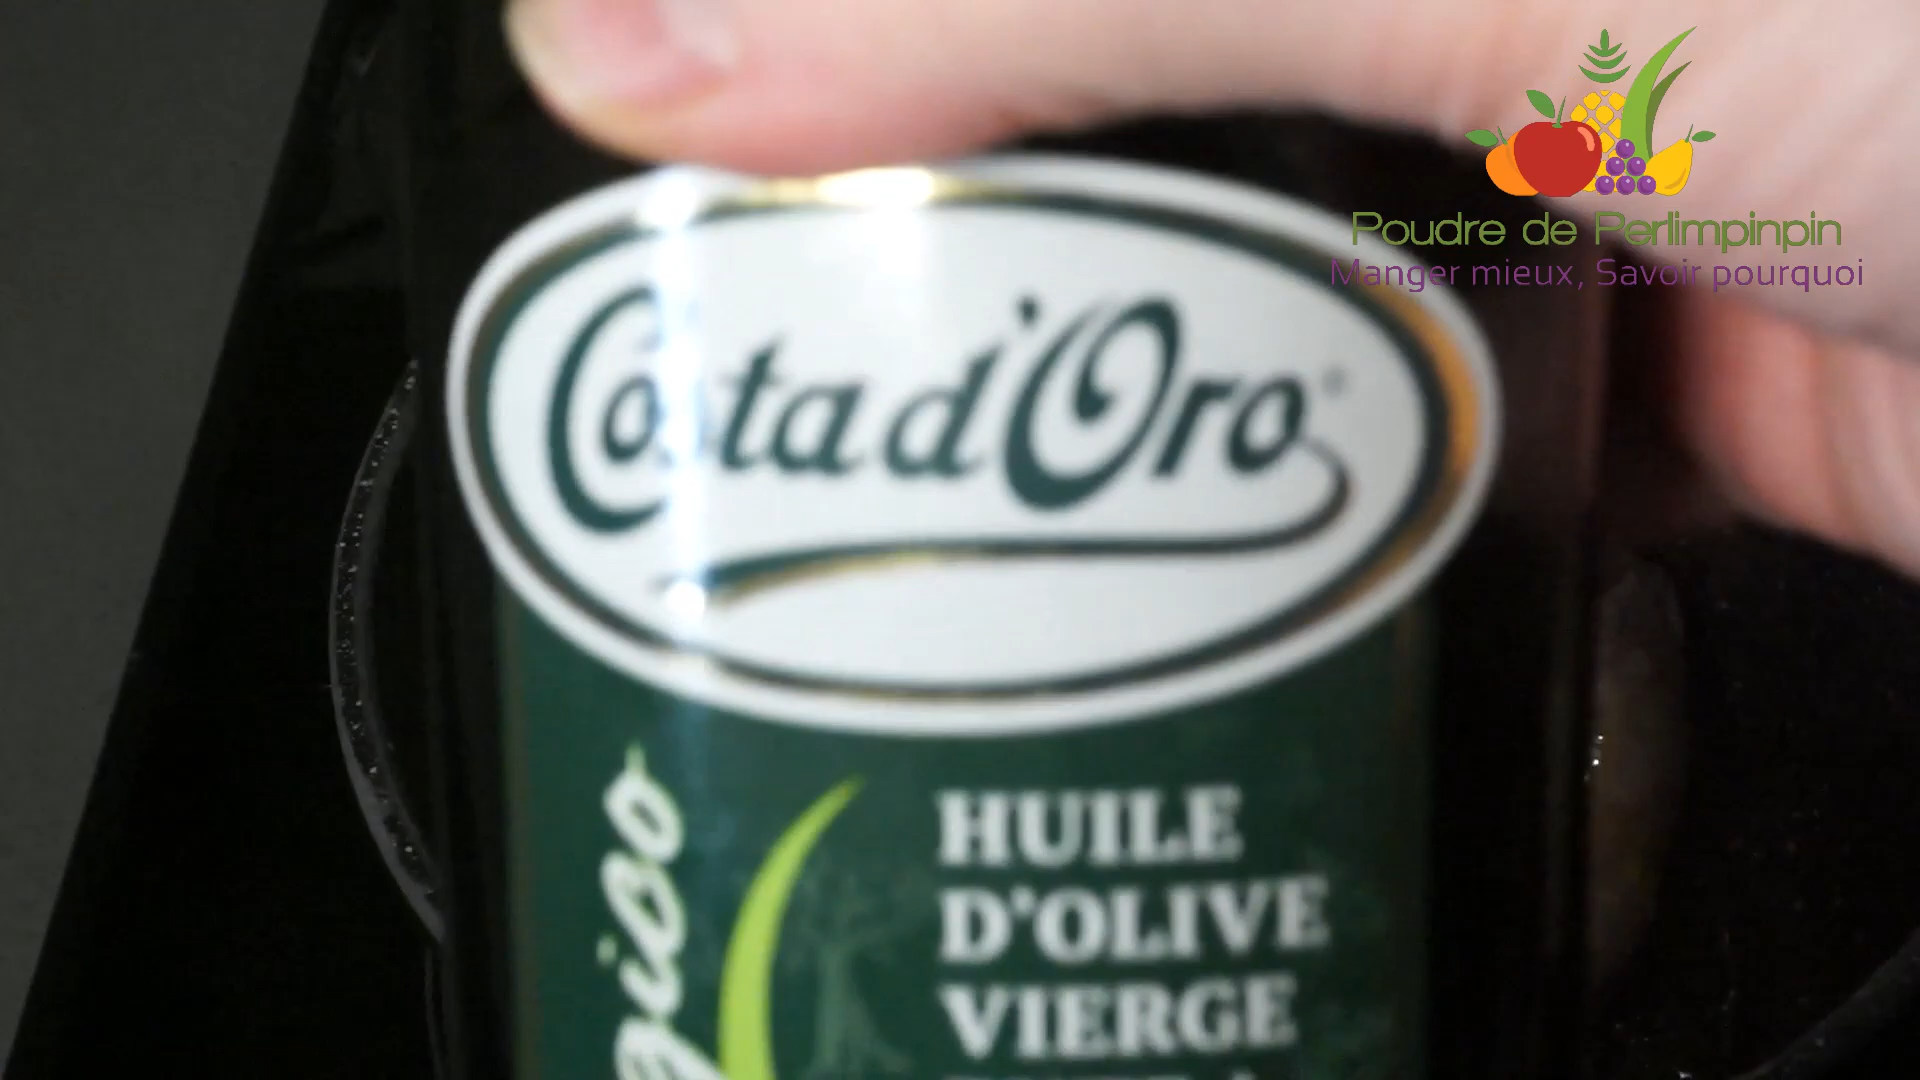 Poudre de Perlimpinpin
Manger mieux, Savoir pourquoi
Costa d'Oro®
HUILE
D'OLIVE
VIERGE